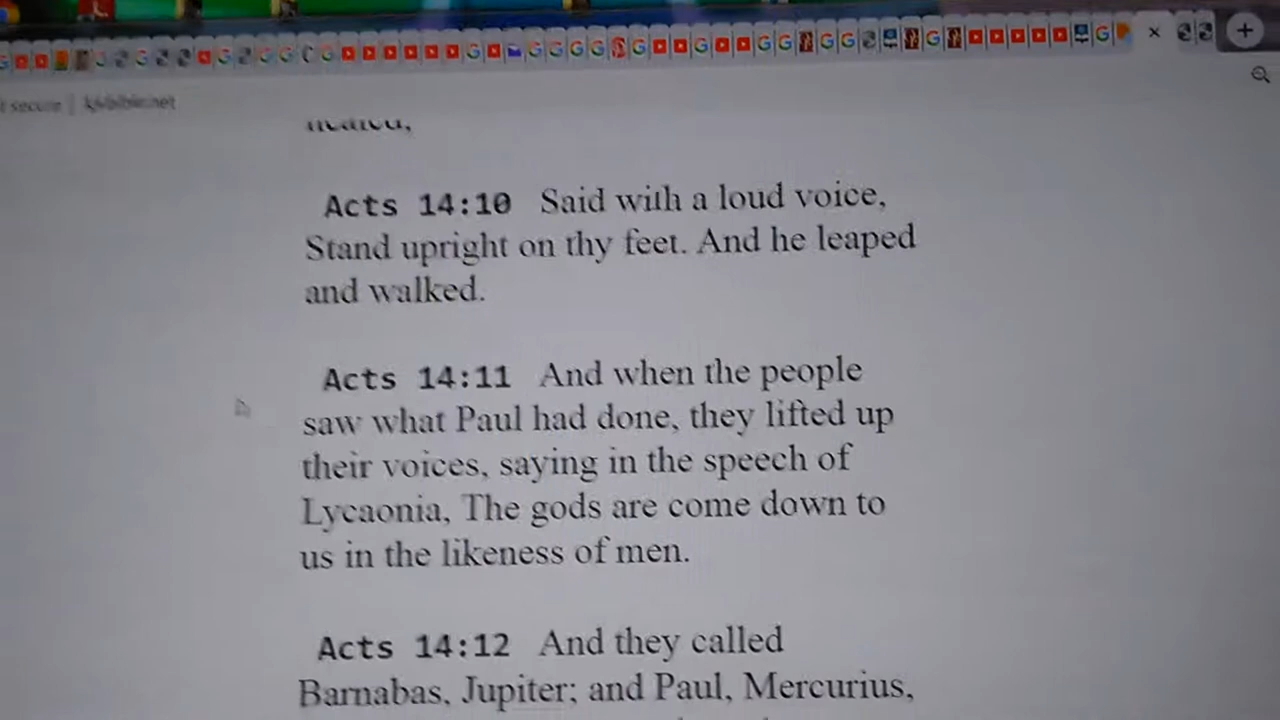 secure | kjvbible.net
Acts 14:10 Said with a loud voice,
Stand upright on thy feet. And he leaped
and walked.
Acts 14:11 And when the people
saw what Paul had done, they lifted up
their voices, saying in the speech of
Lycaonia, The gods are come down to
us in the likeness of men.
Acts 14:12 And they called
Barnabas, Jupiter; and Paul, Mercurius,